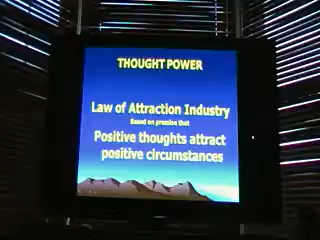 THOUGHT POWER
Law of Attraction Industry
Based on premise that
Positive thoughts attract
positive circumstances